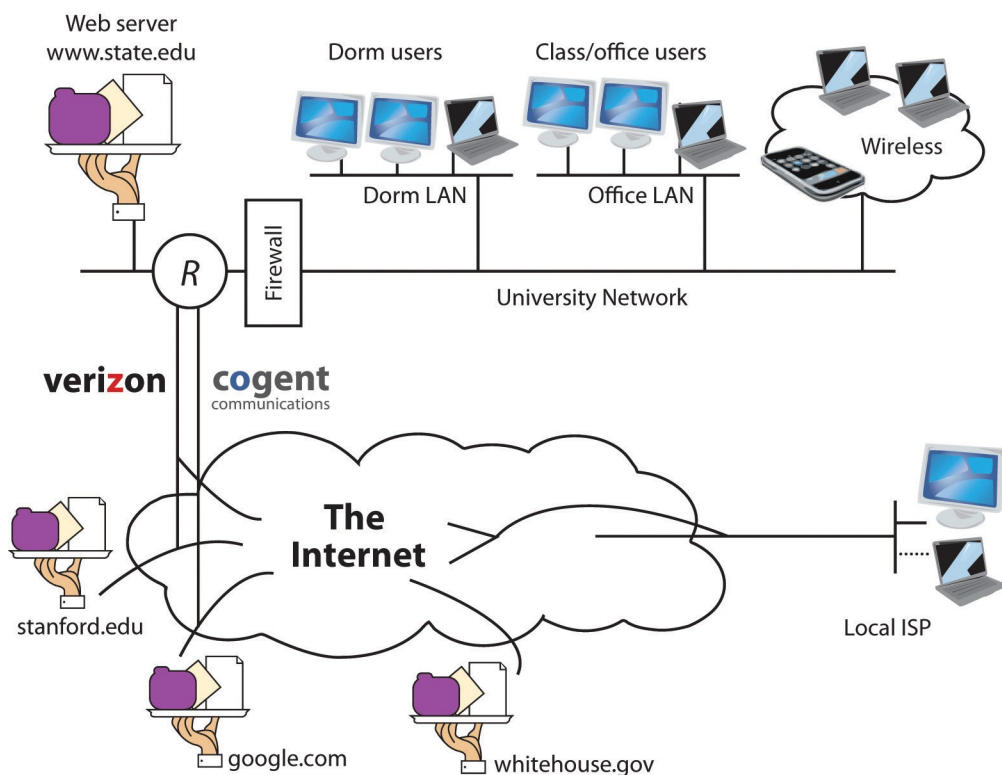 Web server
www.state.edu
Dorm users
Class/office users
Wireless
Dorm LAN
Office LAN
R
Firewall
University Network
verizon
cogent
communications
The
Internet
stanford.edu
Local ISP
google.com
whitehouse.gov